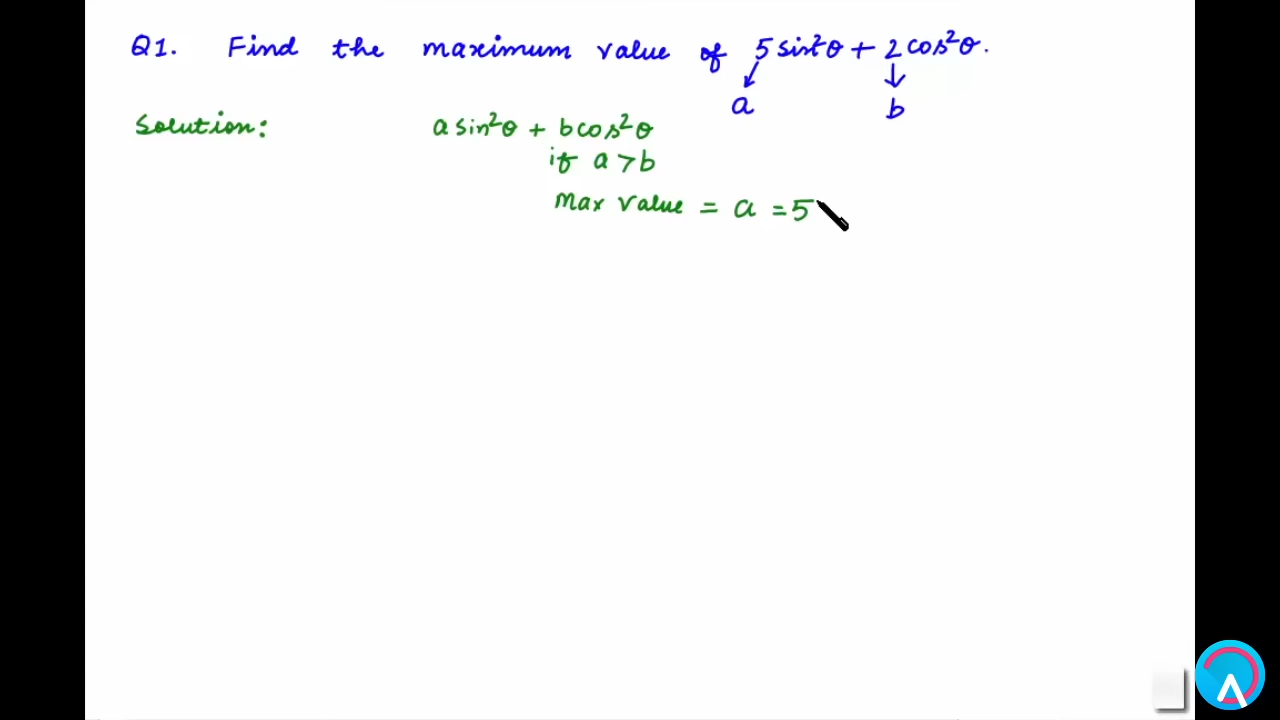 Q1. Find the maximum value of 5 sin²θ + 2 cos²θ.
a b
Solution: a sin²θ + b cos²θ
if a > b
Max value = a = 5